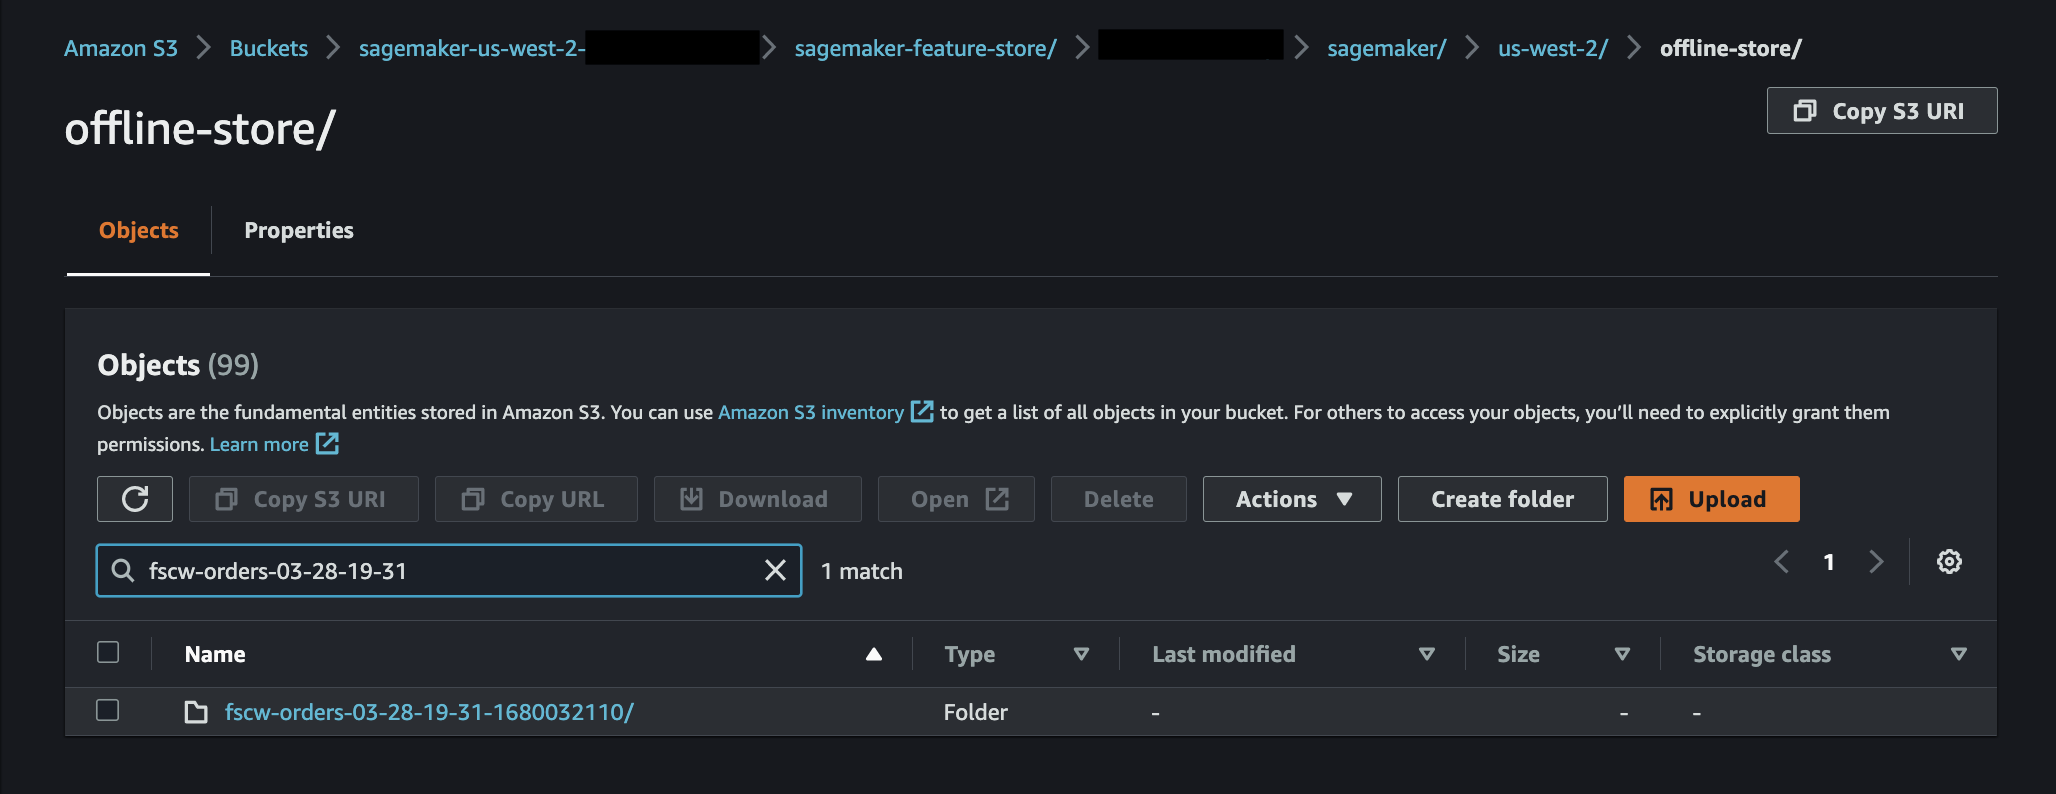 Amazon S3 > Buckets > sagemaker-us-west-2- > sagemaker-feature-store/ > > sagemaker/ > us-west-2/ > offline-store/
offline-store/
Copy S3 URI
Objects Properties
Objects (99)
Objects are the fundamental entities stored in Amazon S3. You can use Amazon S3 inventory to get a list of all objects in your bucket. For others to access your objects, you’ll need to explicitly grant them
permissions. Learn more
Copy S3 URI Copy URL Download Open Delete Actions Create folder Upload
fscw-orders-03-28-19-31 1 match 1
Name Type Last modified Size Storage class
fscw-orders-03-28-19-31-1680032110/ Folder - - -